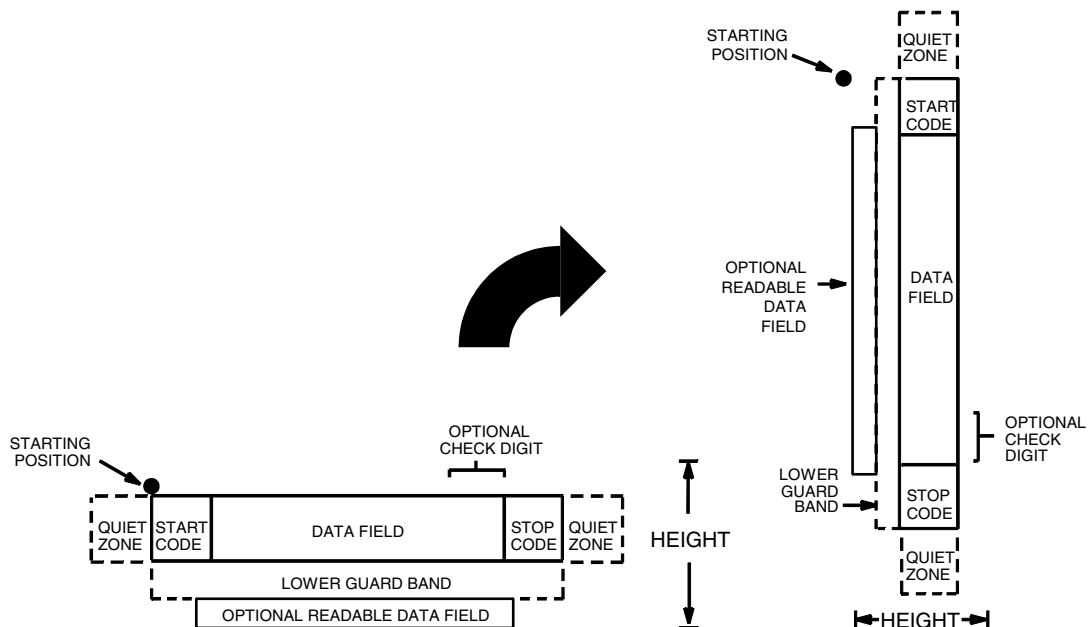 STARTING
POSITION
QUIET
ZONE
START
CODE
OPTIONAL
READABLE
DATA
FIELD
DATA
FIELD
OPTIONAL
CHECK
DIGIT
LOWER
GUARD
BAND
STOP
CODE
QUIET
ZONE
HEIGHT
STARTING
POSITION
OPTIONAL
CHECK DIGIT
QUIET
ZONE
START
CODE
DATA FIELD
STOP
CODE
QUIET
ZONE
HEIGHT
LOWER GUARD BAND
OPTIONAL READABLE DATA FIELD